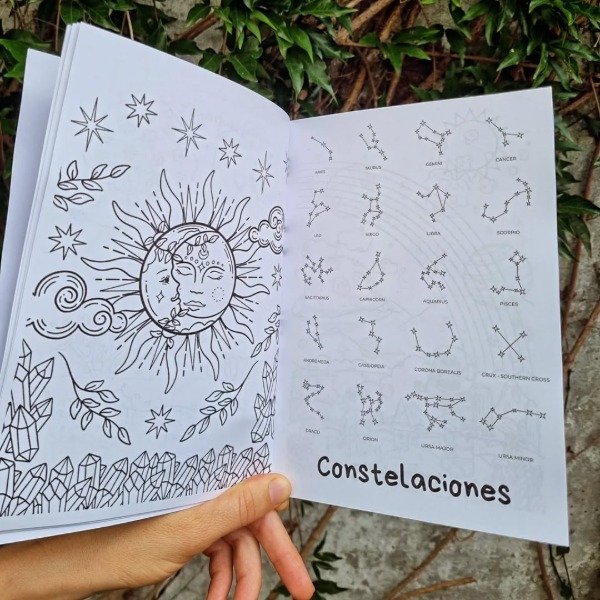 ARIES TAURUS GEMINI CANCER
LEO VIRGO LIBRA SCORPIO
SAGITTARIUS CAPRICORN AQUARIUS PISCES
ANDROMEDA CASSIOPEIA CORONA BOREALIS CRUX - SOUTHERN CROSS
DRACO ORION URSA MAJOR URSA MINOR
Constelaciones